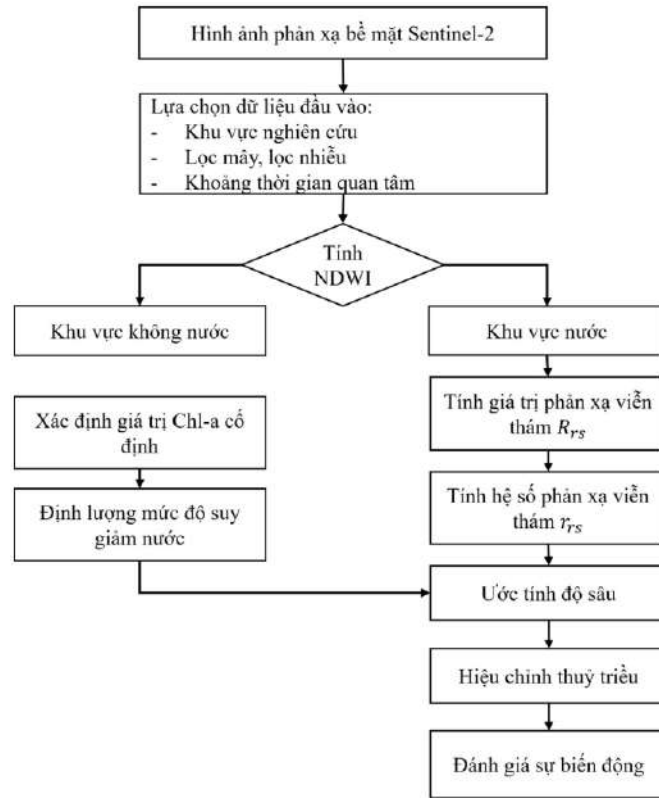 Hình ảnh phản xạ bề mặt Sentinel-2
Lựa chọn dữ liệu đầu vào:
- Khu vực nghiên cứu
- Lọc mây, lọc nhiễu
- Khoảng thời gian quan tâm
Tính
NDWI
Khu vực không nước
Khu vực nước
Xác định giá trị Chl-a cố
định
Định lượng mức độ suy
giảm nước
Tính giá trị phản xạ viễn
thám R_rs
Tính hệ số phản xạ viễn
thám r_rs
Ước tính độ sâu
Hiệu chỉnh thuỷ triều
Đánh giá sự biến động